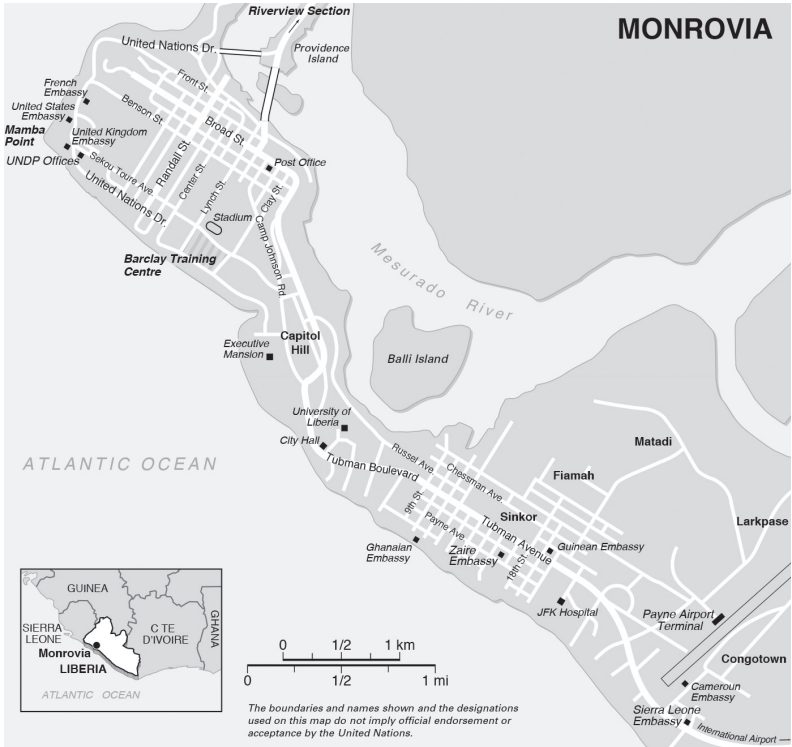 MONROVIA
Riverview Section
United Nations Dr.
Providence
Island
Front St.
French
Embassy
United States
Embassy
Benson St.
Broad St.
Mamba
Point
United Kingdom
Embassy
UNDP Offices
Sekou Toure Ave.
Randall St.
Post Office
Center St.
Lynch St.
Clay St.
United Nations Dr.
Stadium
Camp Johnson Rd.
Barclay Training
Centre
Mesurado River
Executive
Mansion
Capitol
Hill
Balli Island
University of
Liberia
City Hall
ATLANTIC OCEAN
Tubman Boulevard
Russel Ave.
Chessman Ave.
Matadi
Fiamah
9th St.
Sinkor
Larkpase
Payne Ave.
Tubman Avenue
Ghanaian
Embassy
Zaire
Embassy
18th St.
Guinean Embassy
JFK Hospital
Payne Airport
Terminal
Congotown
Cameroun
Embassy
Sierra Leone
Embassy
International Airport
GUINEA
SIERRA
LEONE
C TE
D'IVOIRE
GHANA
Monrovia
LIBERIA
ATLANTIC OCEAN
0 1/2 1 km
0 1/2 1 mi
The boundaries and names shown and the designations
used on this map do not imply official endorsement or
acceptance by the United Nations.